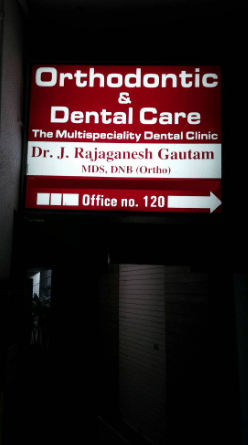 Orthodontic
&
Dental Care
The Multispeciality Dental Clinic
Dr. J. Rajaganesh Gautam
MDS, DNB (Ortho)
Office no. 120